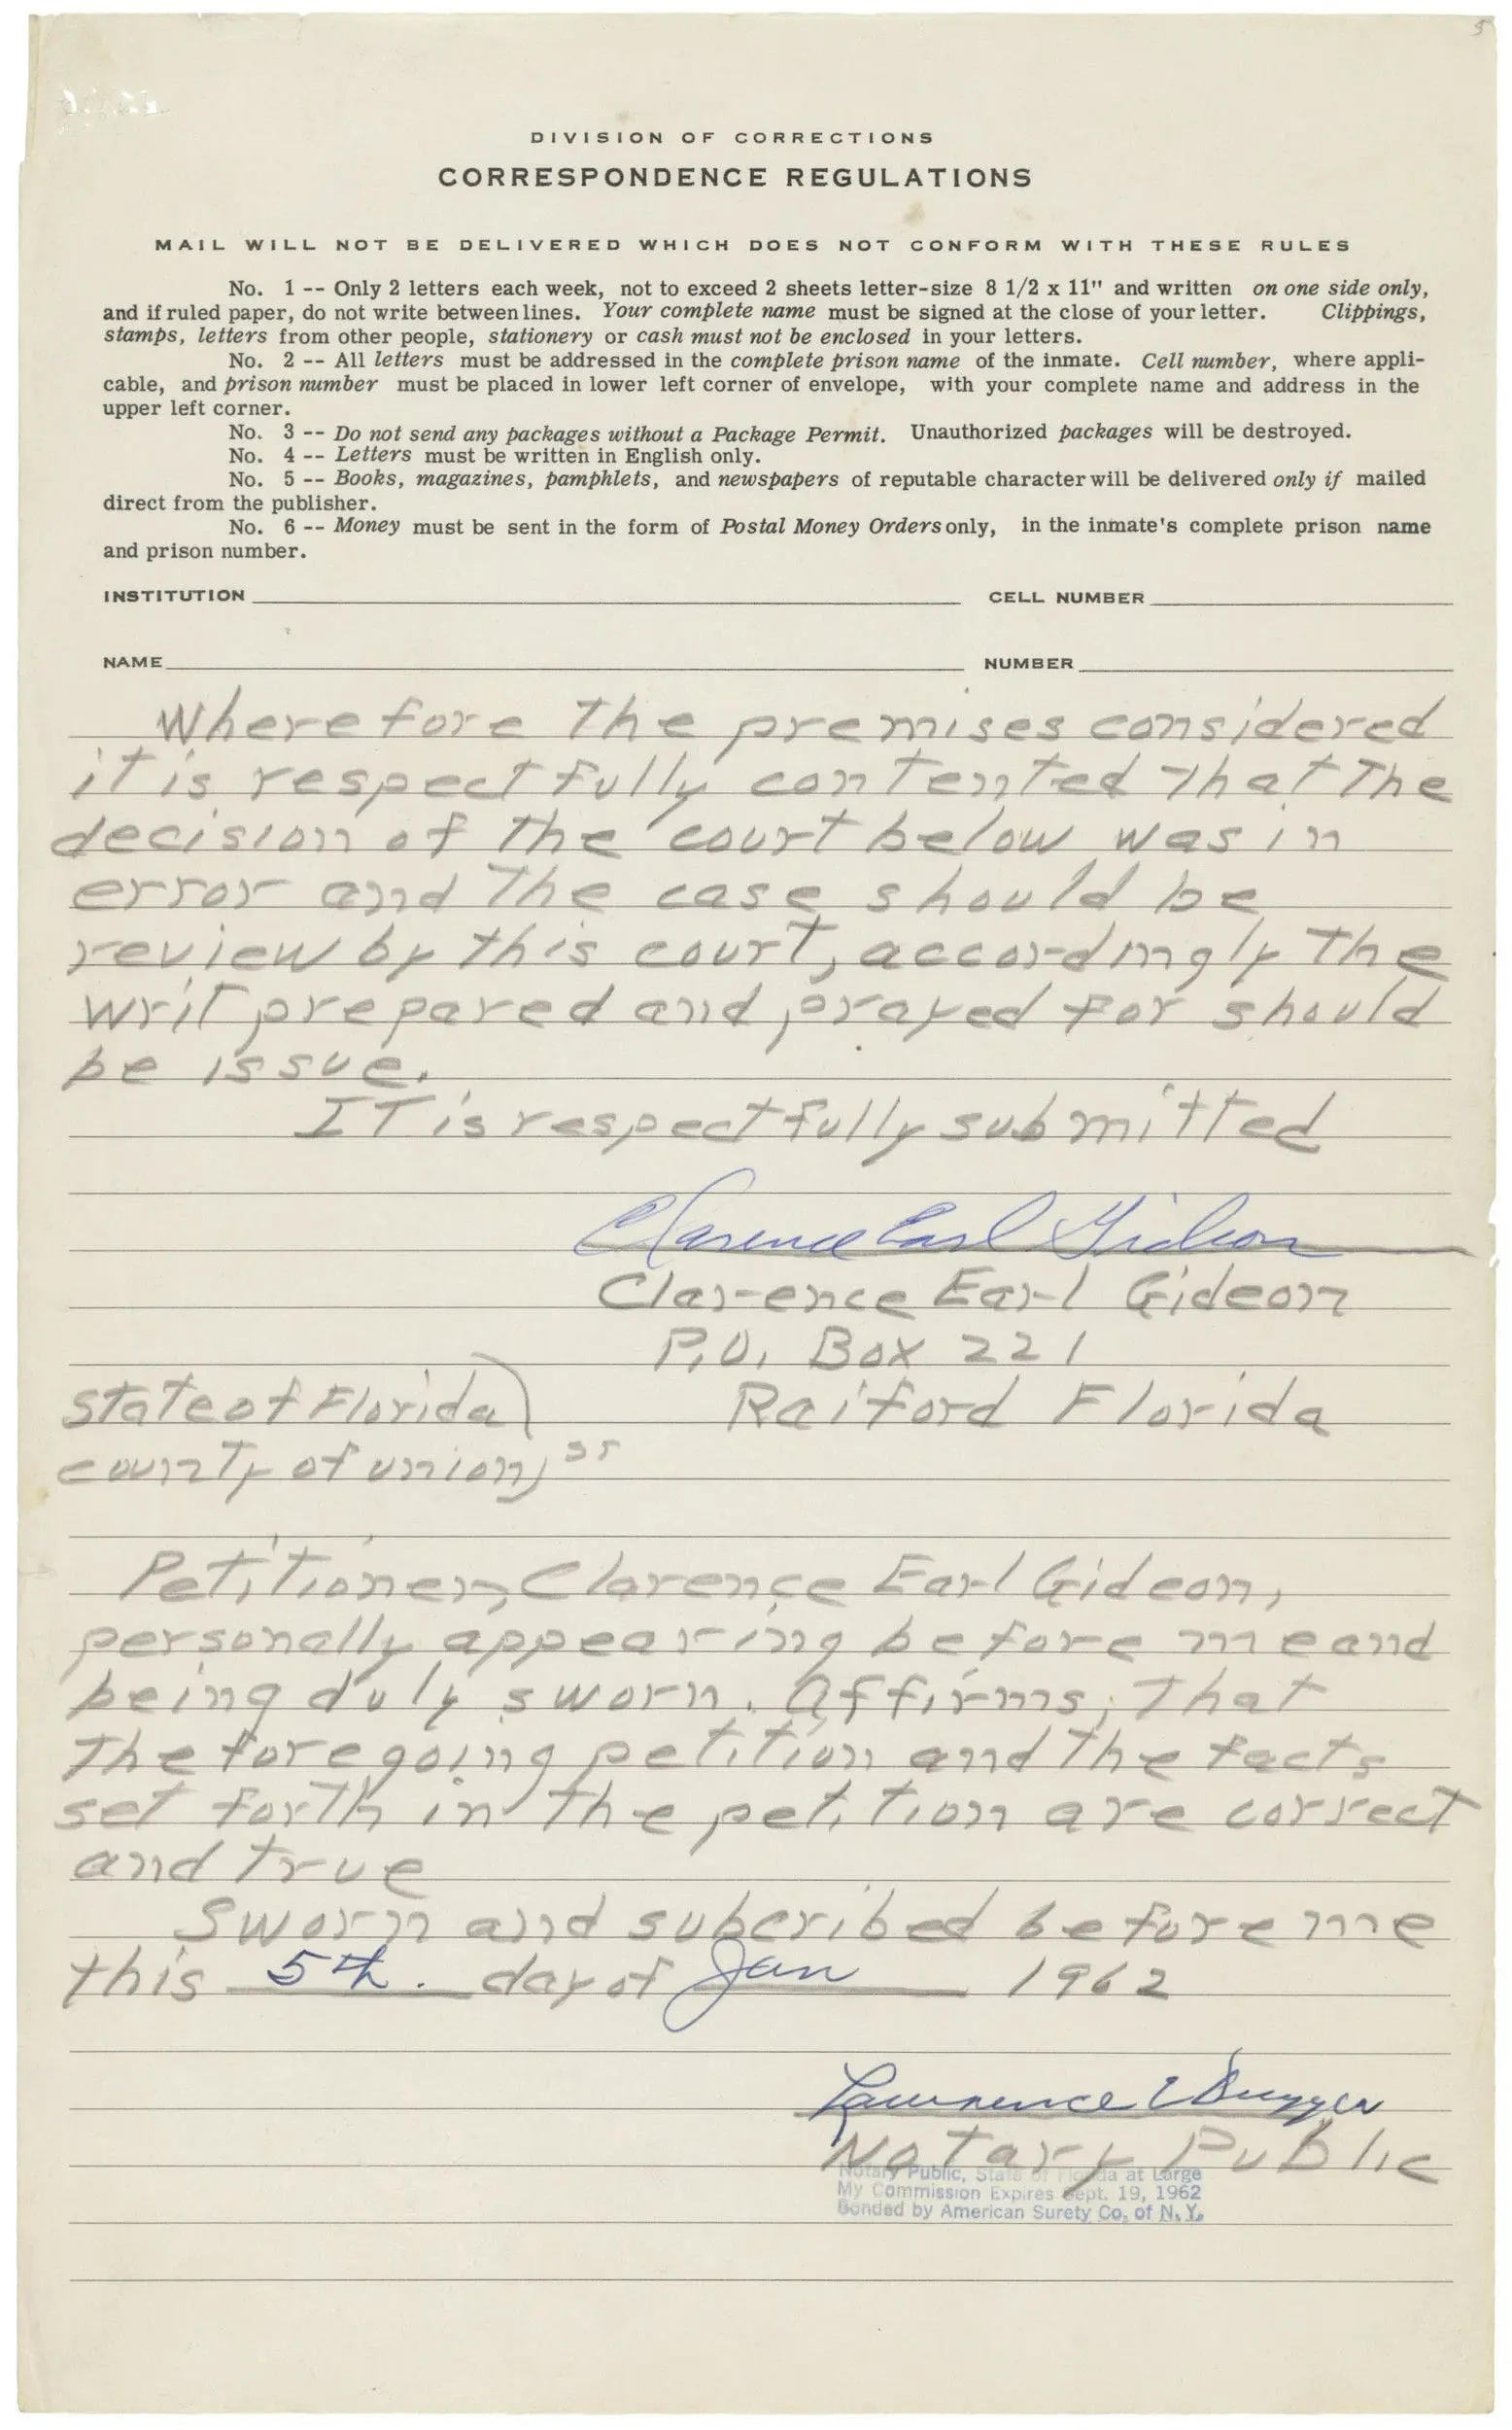 5
DIVISION OF CORRECTIONS
CORRESPONDENCE REGULATIONS
MAIL WILL NOT BE DELIVERED WHICH DOES NOT CONFORM WITH THESE RULES
No. 1 -- Only 2 letters each week, not to exceed 2 sheets letter-size 8 1/2 x 11" and written on one side only,
and if ruled paper, do not write between lines. Your complete name must be signed at the close of your letter. Clippings,
stamps, letters from other people, stationery or cash must not be enclosed in your letters.
No. 2 -- All letters must be addressed in the complete prison name of the inmate. Cell number, where appli-
cable, and prison number must be placed in lower left corner of envelope, with your complete name and address in the
upper left corner.
No. 3 -- Do not send any packages without a Package Permit. Unauthorized packages will be destroyed.
No. 4 -- Letters must be written in English only.
No. 5 -- Books, magazines, pamphlets, and newspapers of reputable character will be delivered only if mailed
direct from the publisher.
No. 6 -- Money must be sent in the form of Postal Money Orders only, in the inmate's complete prison name
and prison number.
INSTITUTION CELL NUMBER
NAME NUMBER
Wherefore the premises considered
it is respectfully contented that the
decision of the court below was in
error and the case should be
review by this court, accordingly the
writ prepared and prayed for should
be issue.
IT is respectfully submitted
Clarence Earl Gideon
Clarence Earl Gideon
P.O. Box 221
State of Florida) Raiford Florida
county of union) ss
Petitioner, Clarence Earl Gideon,
personally appearing before me and
being duly sworn. Affirms, that
the foregoing petition and the facts
set forth in the petition are correct
and true
Sworn and subcribed before me
this 5th. day of Jan 1962
Lawrence Dugger
Notary Public
Notary Public, State of Florida at Large
My Commission Expires Sept. 19, 1962
Bonded by American Surety Co. of N. Y.